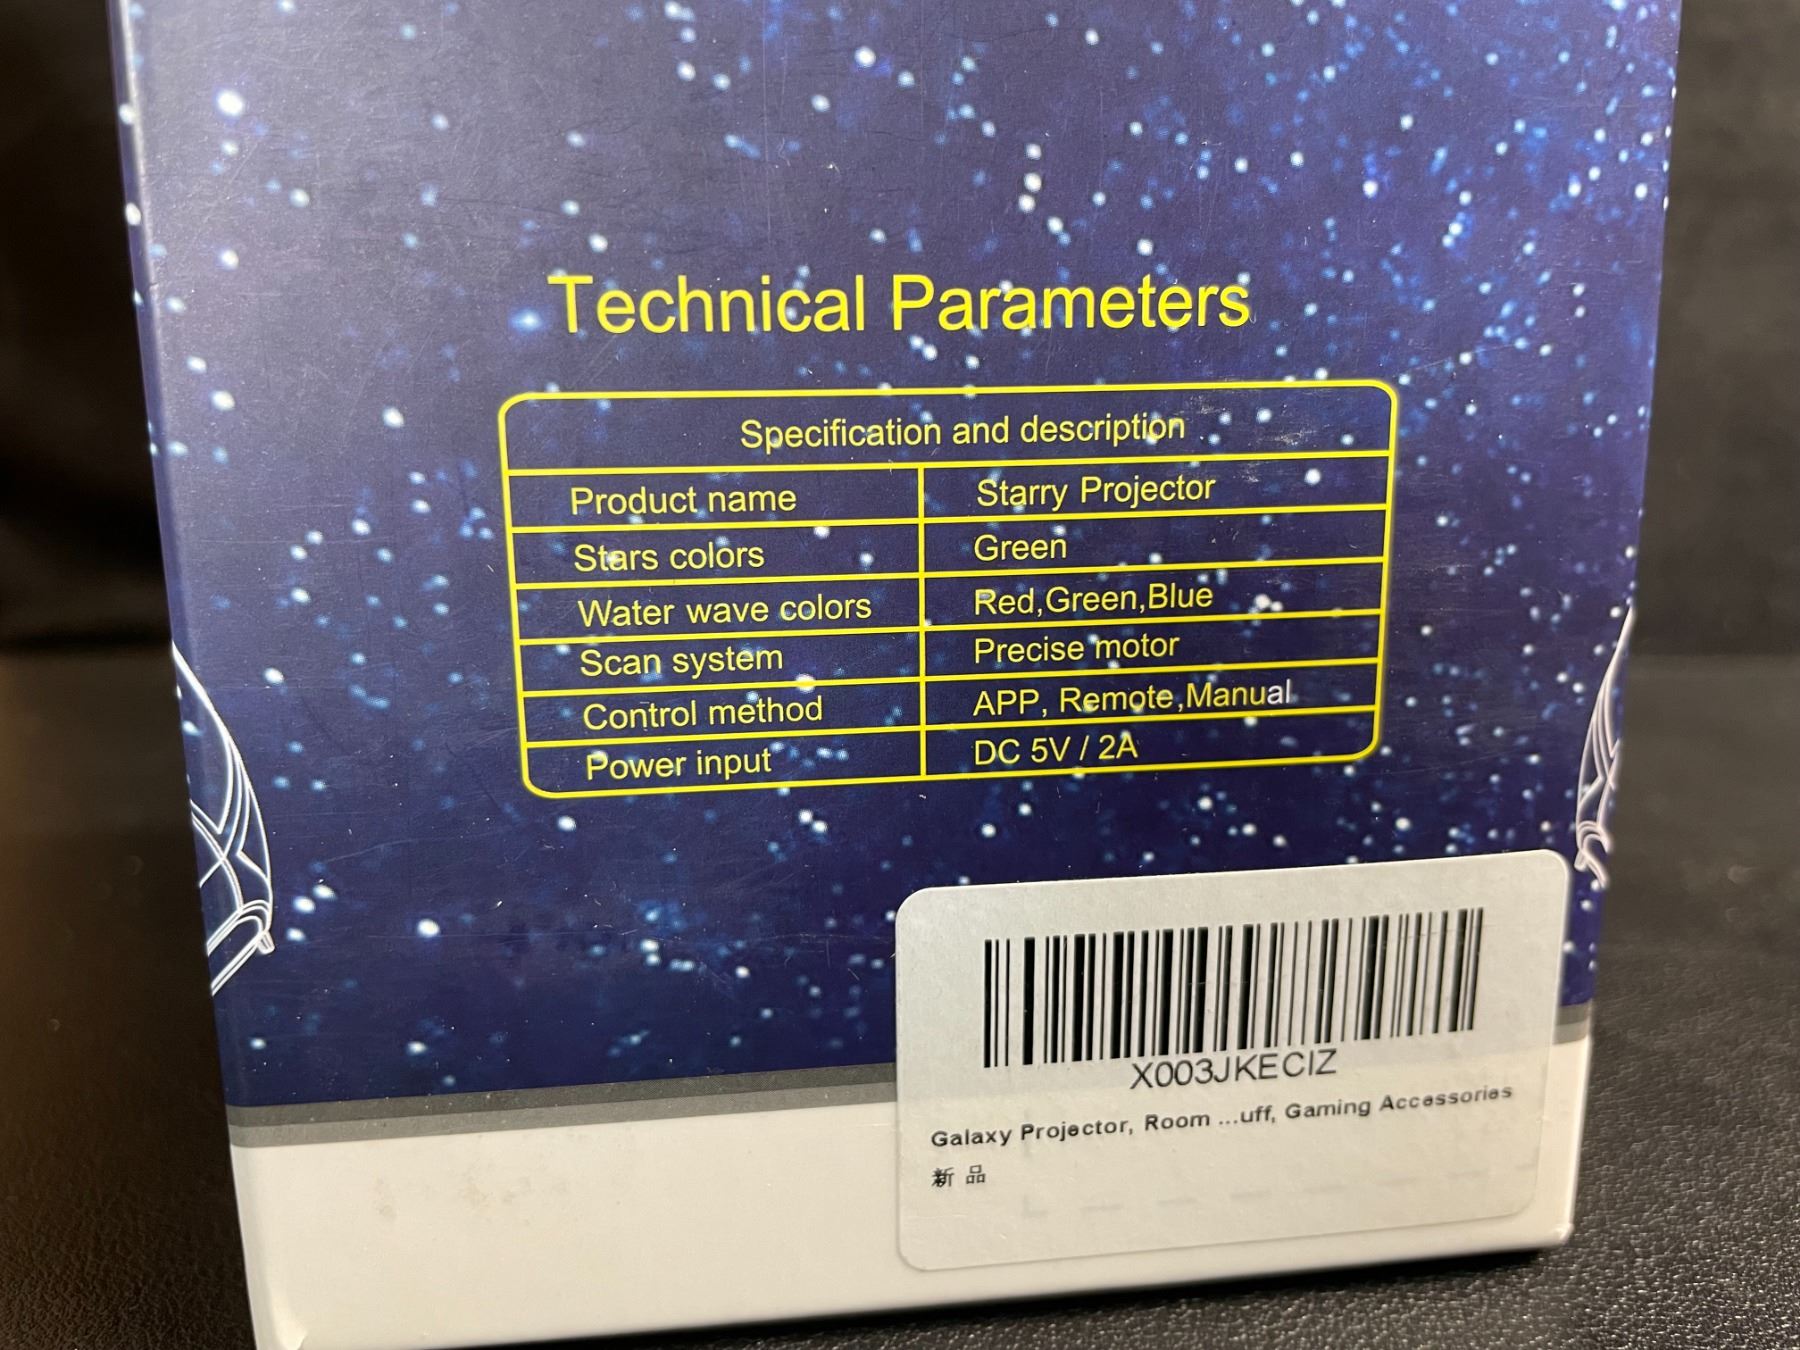 Technical Parameters
Specification and description
Product name Starry Projector
Stars colors Green
Water wave colors Red,Green,Blue
Scan system Precise motor
Control method APP, Remote,Manual
Power input DC 5V / 2A
X003JKECIZ
Galaxy Projector, Room ...uff, Gaming Accessories
新品